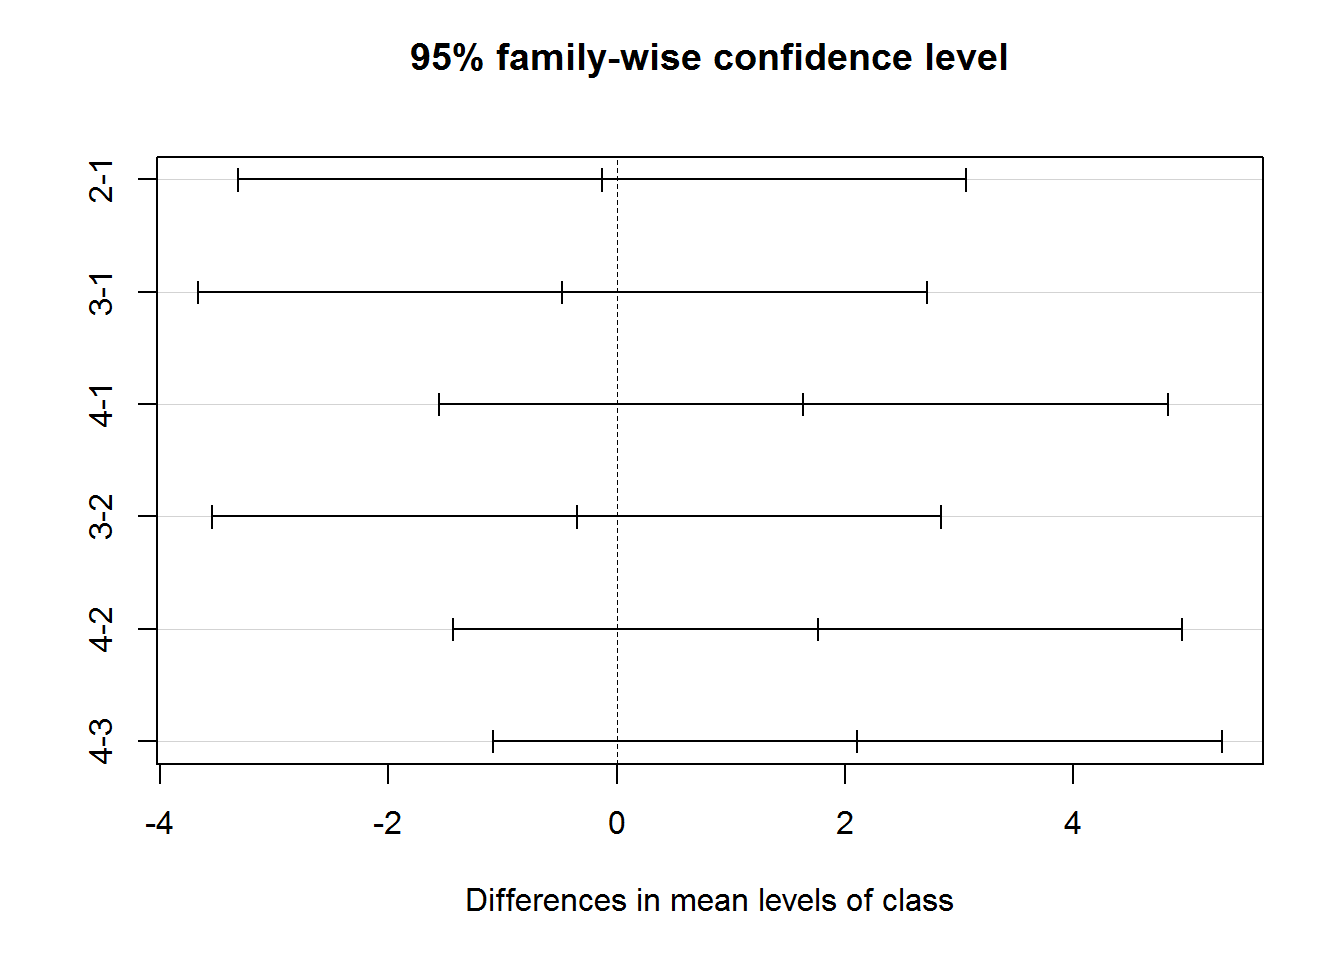 95% family-wise confidence level
2-1
3-1
4-1
3-2
4-2
4-3
-4 -2 0 2 4
Differences in mean levels of class